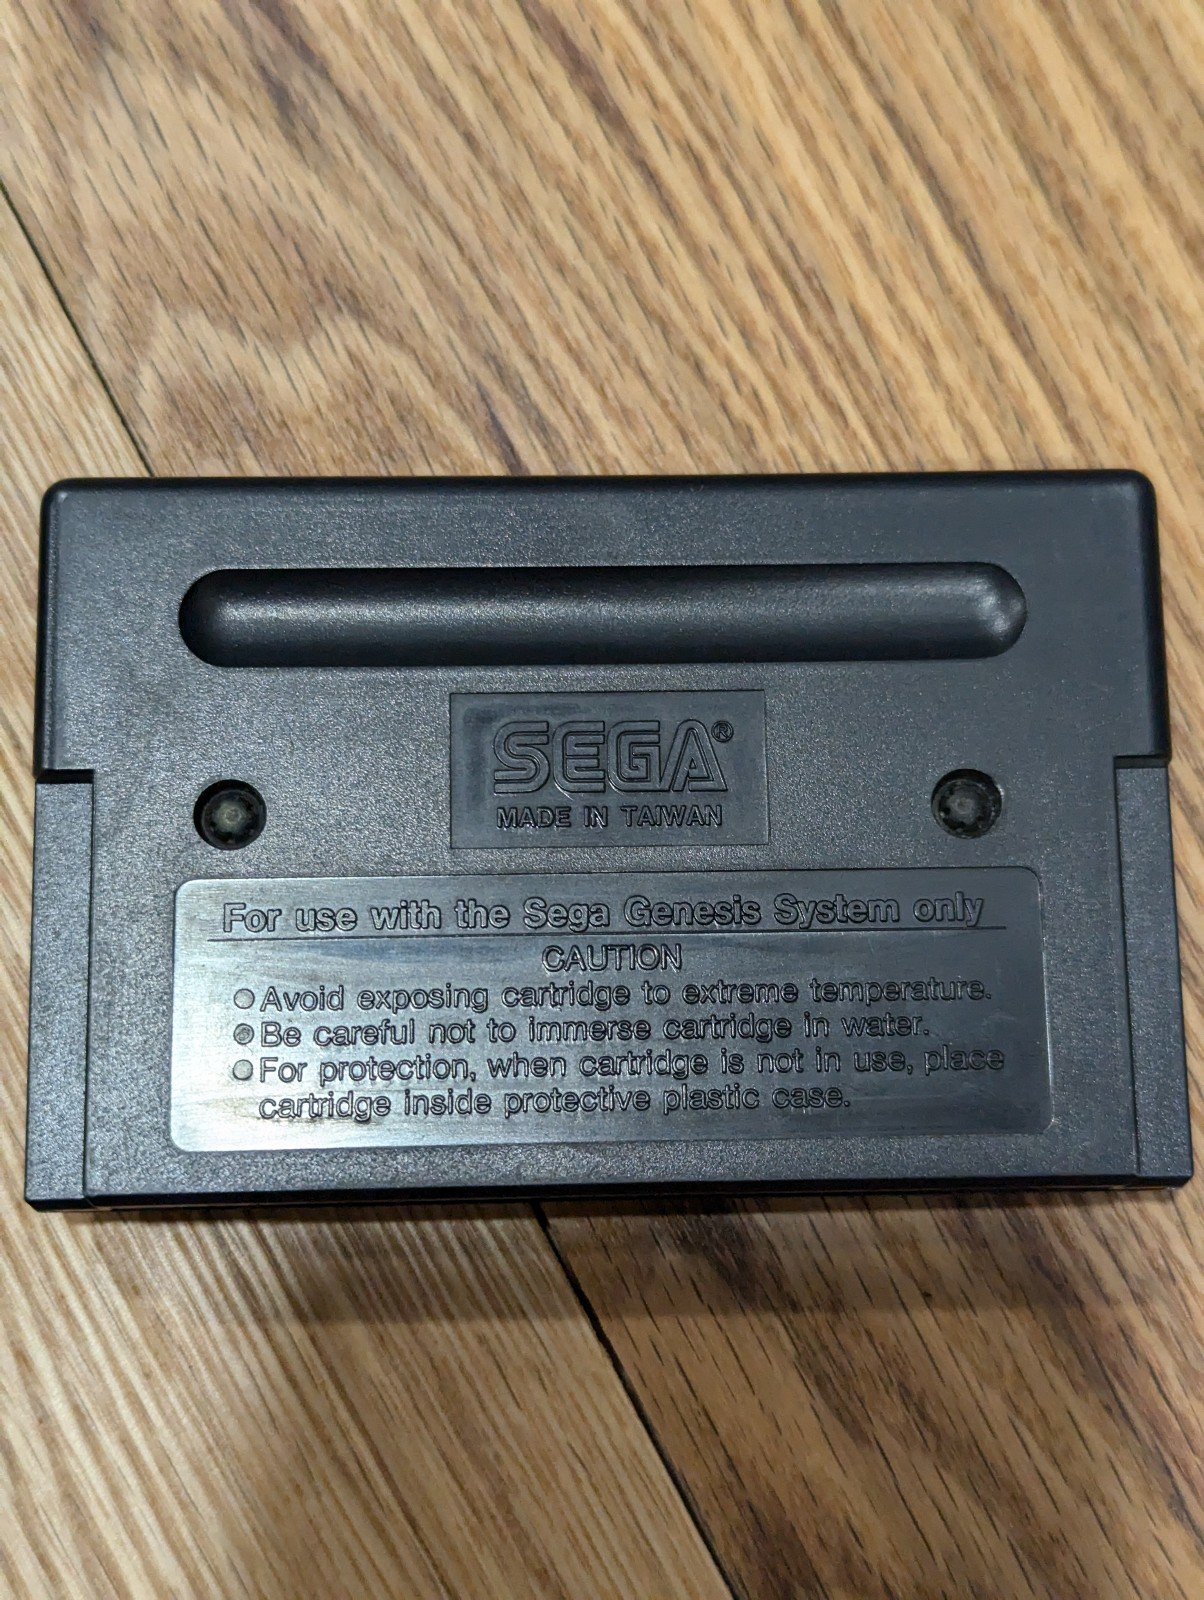 SEGA®
MADE IN TAIWAN
For use with the Sega Genesis System only
CAUTION
● Avoid exposing cartridge to extreme temperature.
● Be careful not to immerse cartridge in water.
● For protection, when cartridge is not in use, place
cartridge inside protective plastic case.